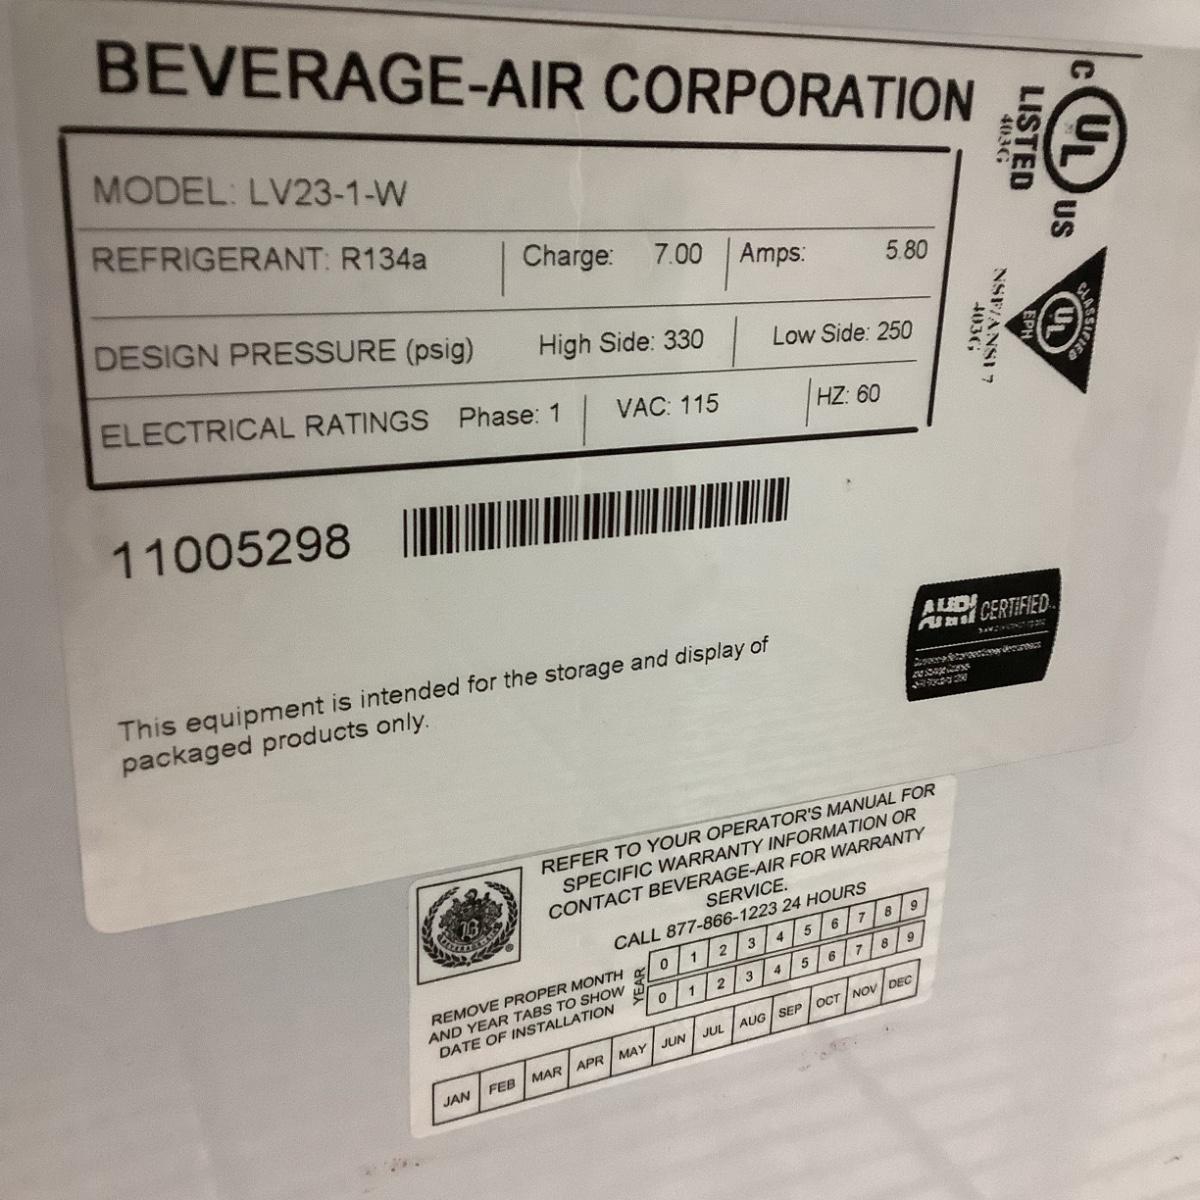 BEVERAGE-AIR CORPORATION
MODEL: LV23-1-W
REFRIGERANT: R134a Charge: 7.00 Amps: 5.80
DESIGN PRESSURE (psig) High Side: 330 Low Side: 250
ELECTRICAL RATINGS Phase: 1 VAC: 115 HZ: 60
11005298
This equipment is intended for the storage and display of
packaged products only.
C UL US
LISTED
403G
CLASSIFIED
UL
EPH
NSF/ANSI 7
403G
CERTIFIED
REFER TO YOUR OPERATOR'S MANUAL FOR
SPECIFIC WARRANTY INFORMATION OR
CONTACT BEVERAGE-AIR FOR WARRANTY
SERVICE.
CALL 877-866-1223 24 HOURS
REMOVE PROPER MONTH
AND YEAR TABS TO SHOW
DATE OF INSTALLATION
YEAR
0 1 2 3 4 5 6 7 8 9
0 1 2 3 4 5 6 7 8 9
JAN FEB MAR APR MAY JUN JUL AUG SEP OCT NOV DEC